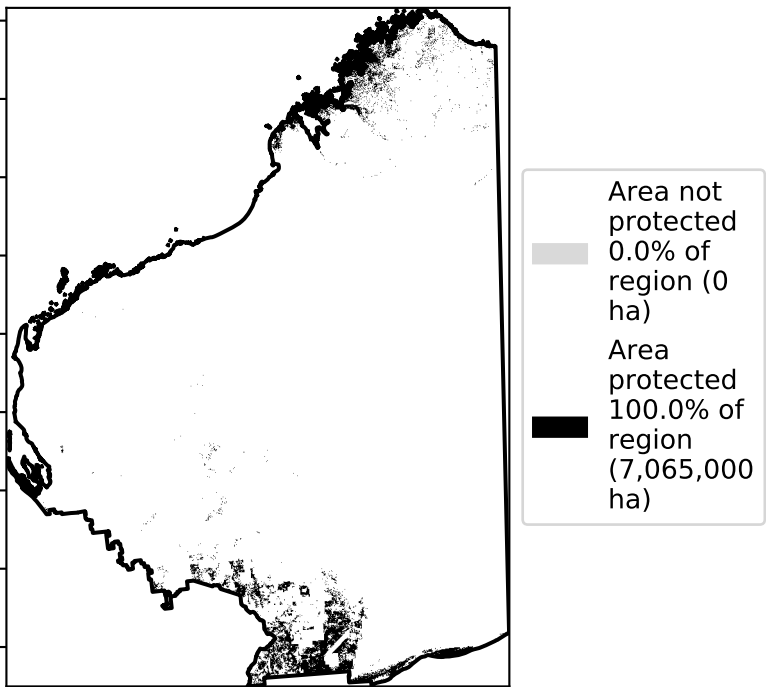 Area not
protected
0.0% of
region (0
ha)
Area
protected
100.0% of
region
(7,065,000
ha)